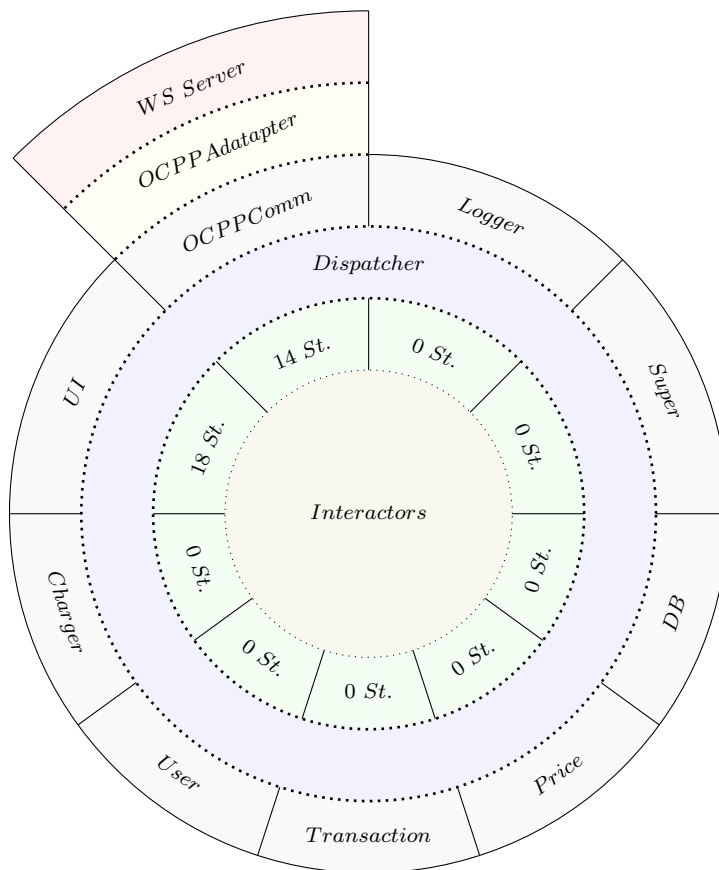 WS Server
OCPPAdatapter
OCPPComm
Logger
Dispatcher
14 St.
0 St.
UI
Super
18 St.
0 St.
Interactors
0 St.
0 St.
Charger
DB
0 St.
0 St.
0 St.
User
Price
Transaction